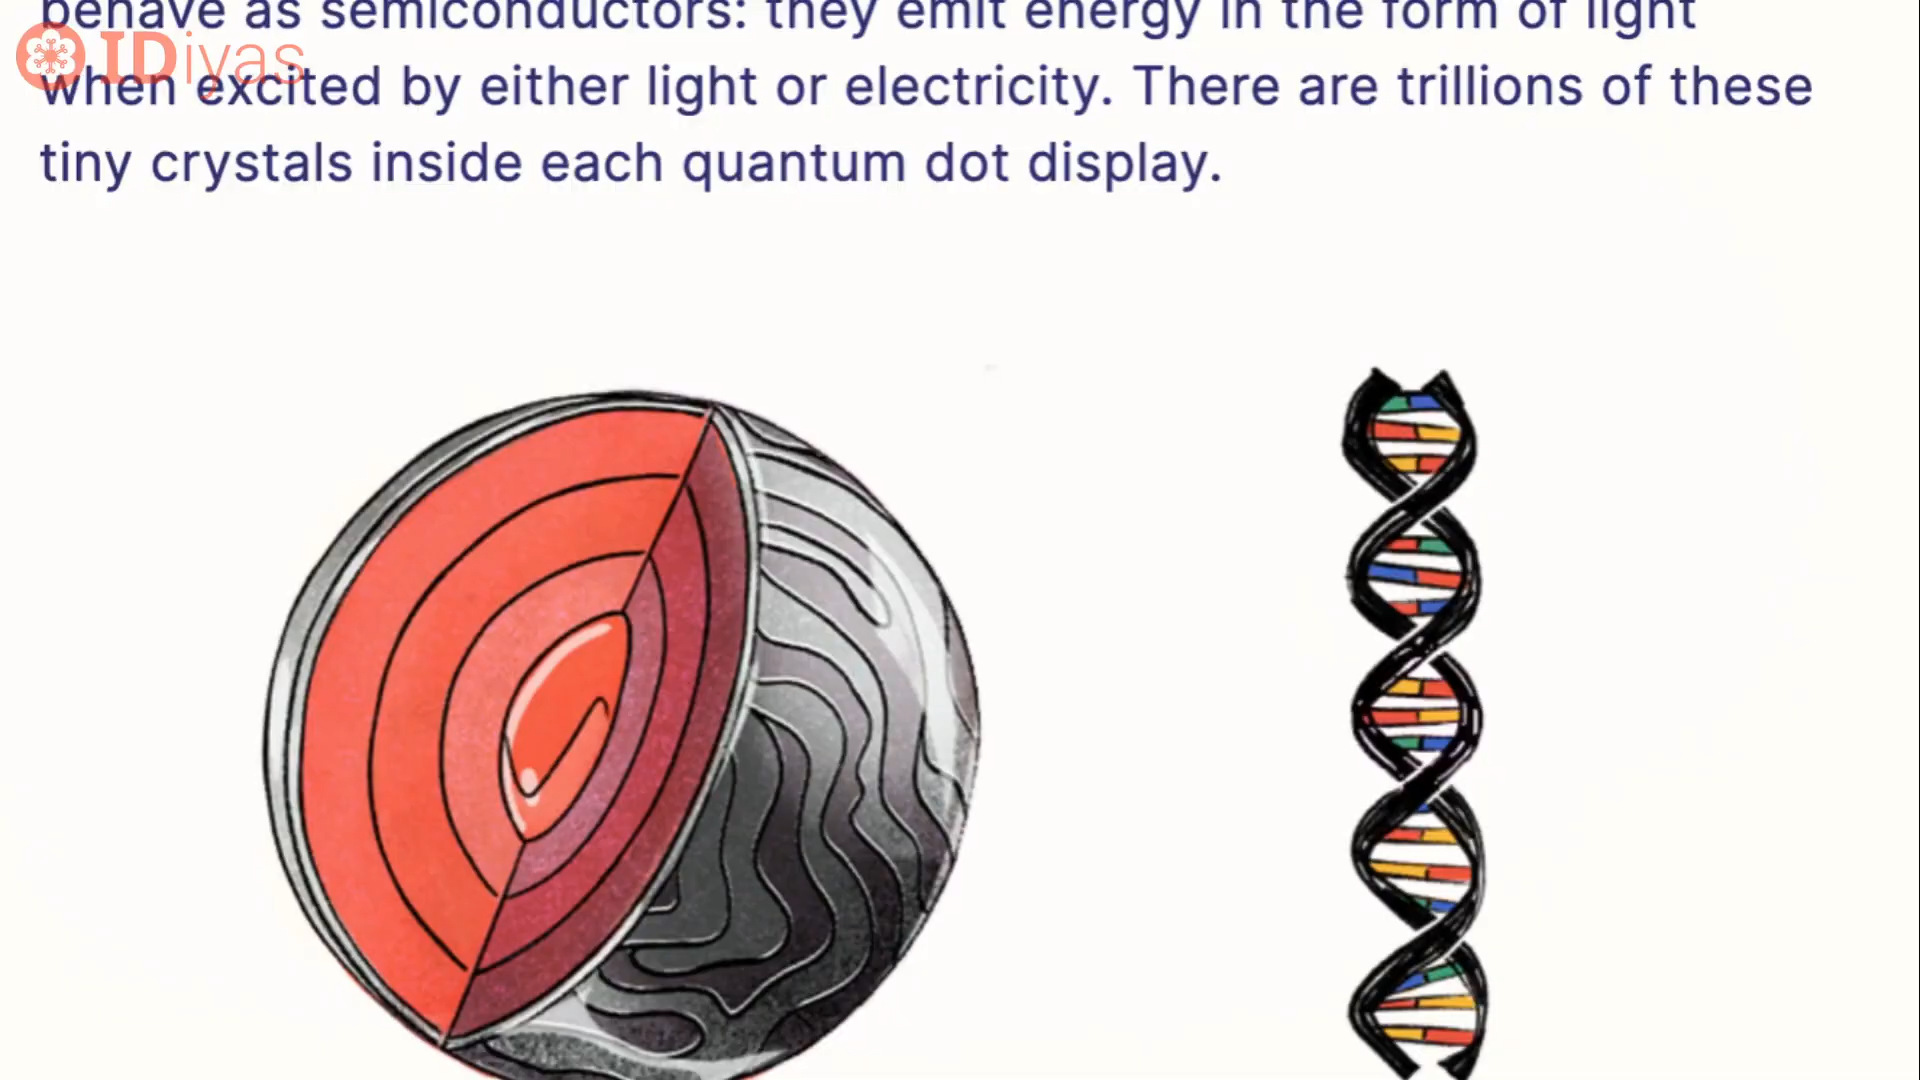 behave as semiconductors: they emit energy in the form of light
IDivas
when excited by either light or electricity. There are trillions of these
tiny crystals inside each quantum dot display.